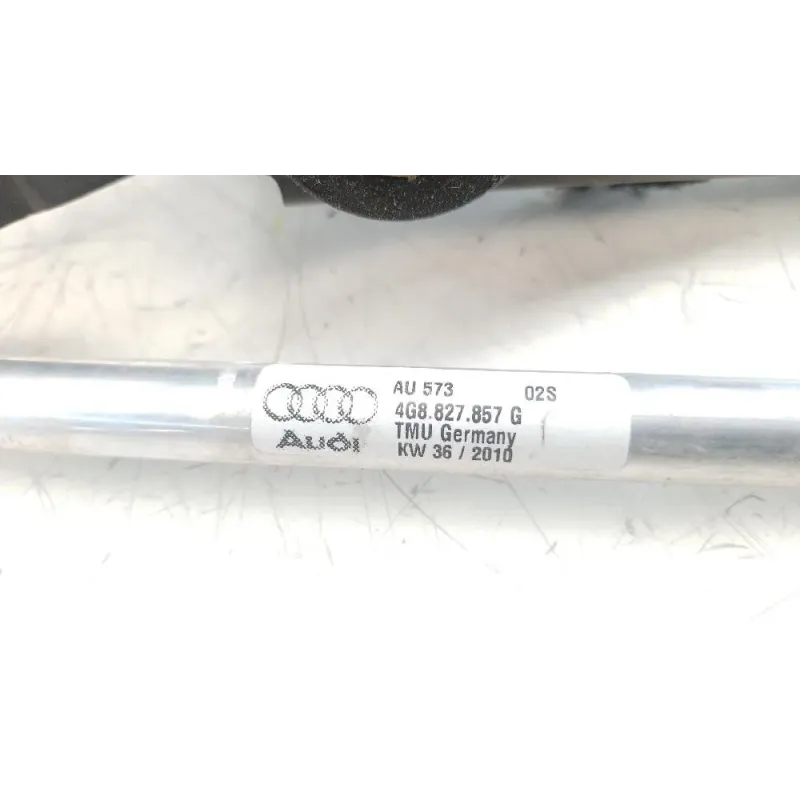 AU 573 02S
4G8.827.857 G
TMU Germany
KW 36 / 2010
Audi